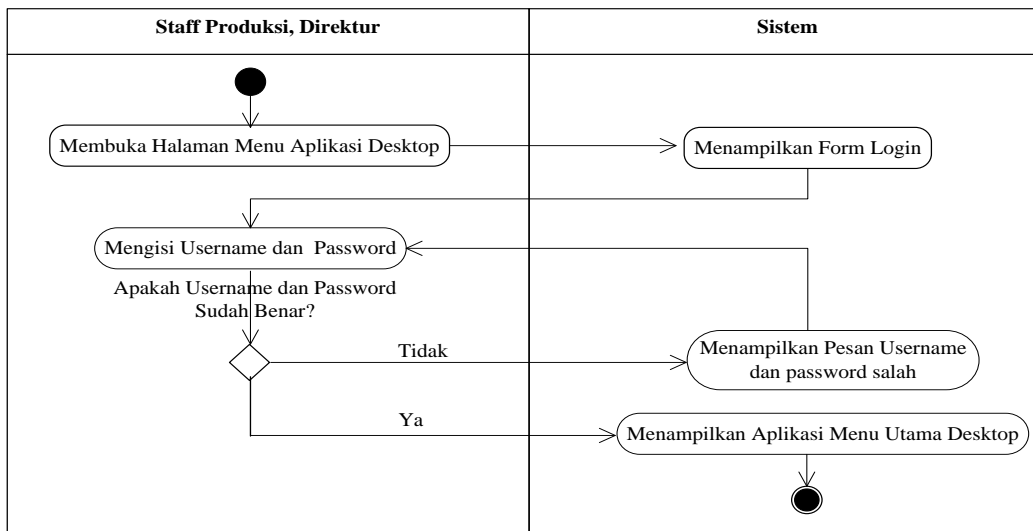 Staff Produksi, Direktur
Sistem
Membuka Halaman Menu Aplikasi Desktop
Menampilkan Form Login
Mengisi Username dan Password
Apakah Username dan Password
Sudah Benar?
Tidak
Menampilkan Pesan Username
dan password salah
Ya
Menampilkan Aplikasi Menu Utama Desktop